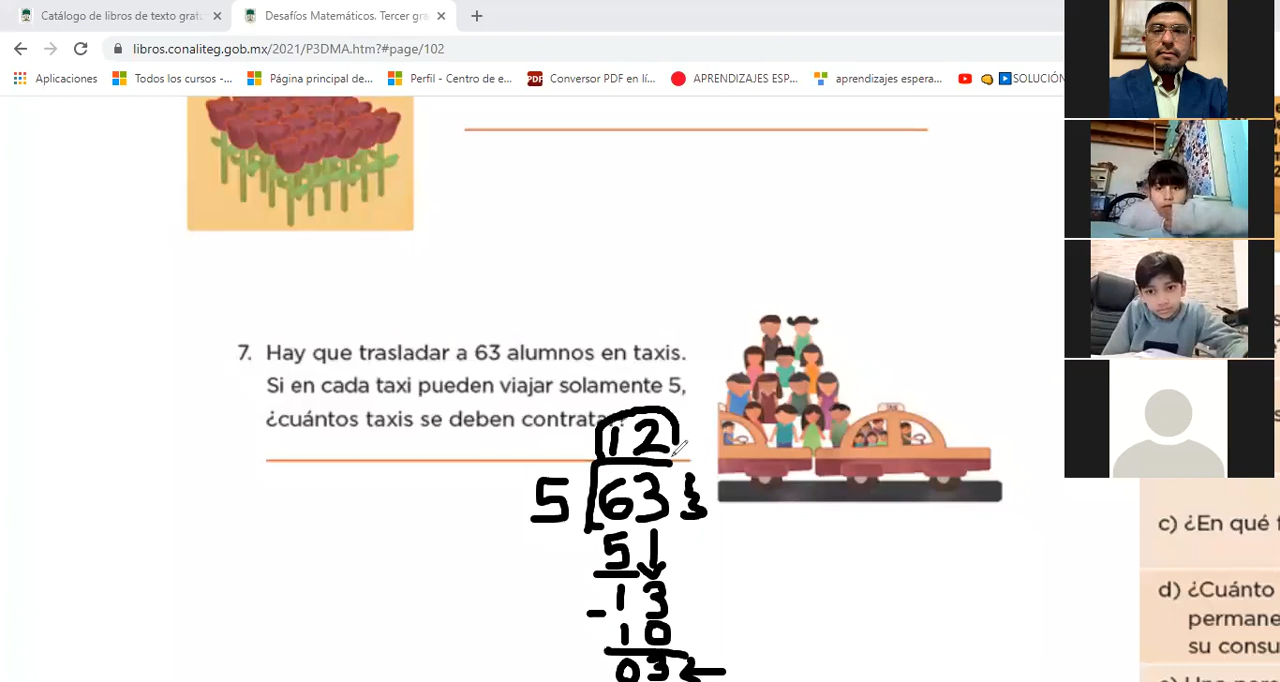 Catálogo de libros de texto grat
Desafíos Matemáticos. Tercer gra
libros.conaliteg.gob.mx/2021/P3DMA.htm?#page/102
Aplicaciones
Todos los cursos -...
Página principal de...
Perfil - Centro de e...
PDF
Conversor PDF en lí...
APRENDIZAJES ESP...
aprendizajes espera...
SOLUCIÓN
7. Hay que trasladar a 63 alumnos en taxis.
Si en cada taxi pueden viajar solamente 5,
¿cuántos taxis se deben contratar?
12
5 63
5
- 13
10
03
c) ¿En qué
d) ¿Cuánto
permane
su consu